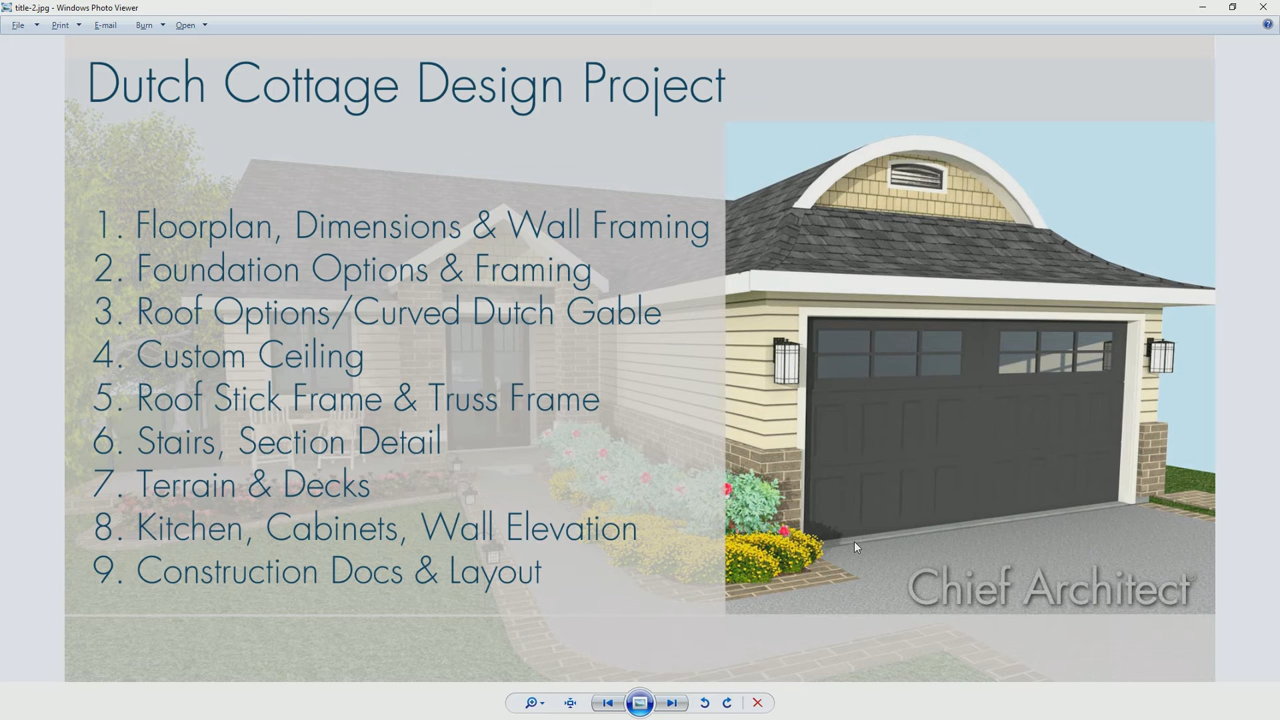 title-2.jpg - Windows Photo Viewer
File Print E-mail Burn Open
Dutch Cottage Design Project
1. Floorplan, Dimensions & Wall Framing
2. Foundation Options & Framing
3. Roof Options/Curved Dutch Gable
4. Custom Ceiling
5. Roof Stick Frame & Truss Frame
6. Stairs, Section Detail
7. Terrain & Decks
8. Kitchen, Cabinets, Wall Elevation
9. Construction Docs & Layout
Chief Architect